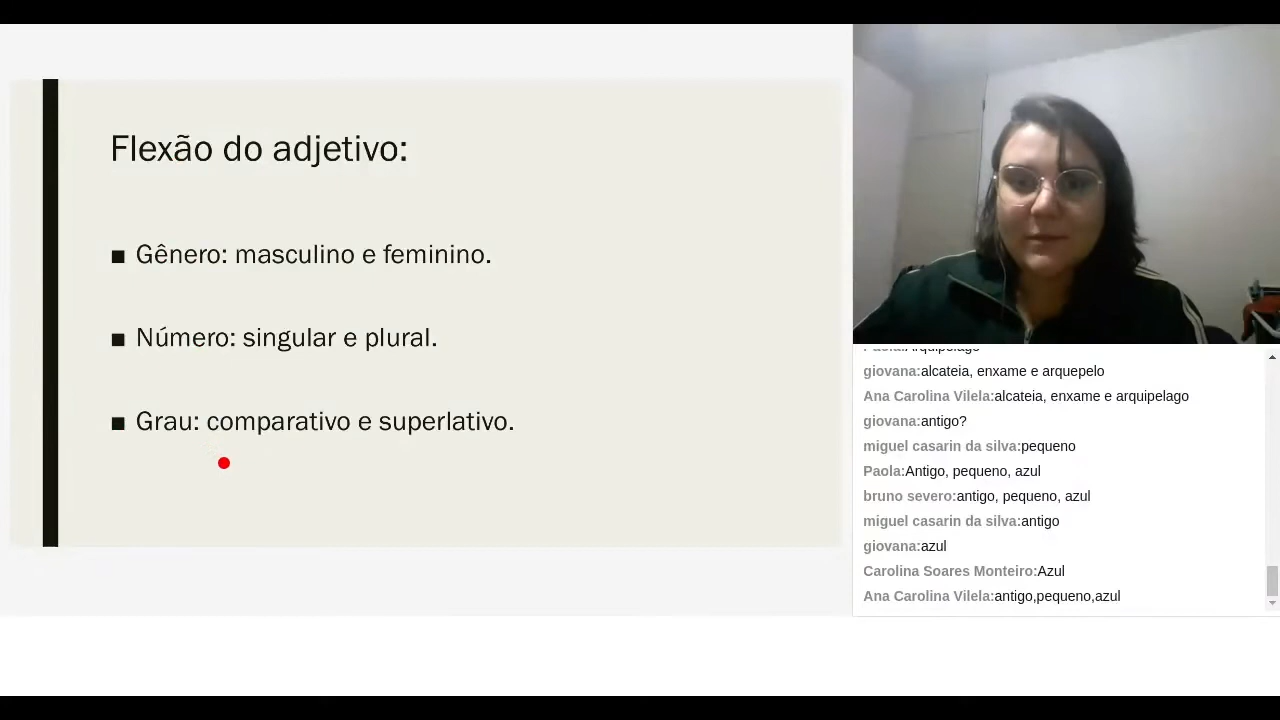 Flexão do adjetivo:
■ Gênero: masculino e feminino.
■ Número: singular e plural.
■ Grau: comparativo e superlativo.
giovana:alcateia, enxame e arquepelo
Ana Carolina Vilela:alcateia, enxame e arquipelago
giovana:antigo?
miguel casarin da silva:pequeno
Paola:Antigo, pequeno, azul
bruno severo:antigo, pequeno, azul
miguel casarin da silva:antigo
giovana:azul
Carolina Soares Monteiro:Azul
Ana Carolina Vilela:antigo,pequeno,azul